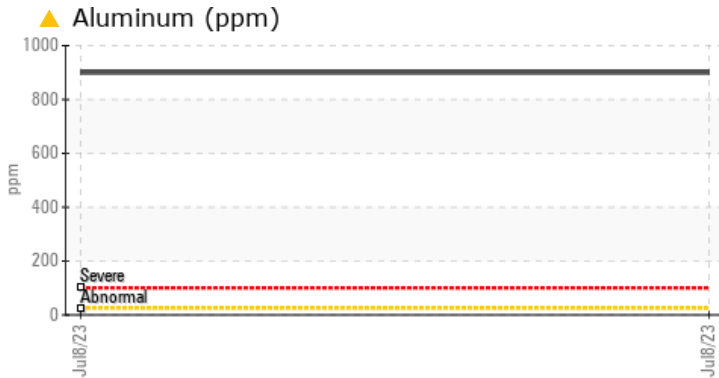 Aluminum (ppm)
1000
800
600
400
200
0
ppm
Severe
Abnormal
Jul8/23
Jul8/23